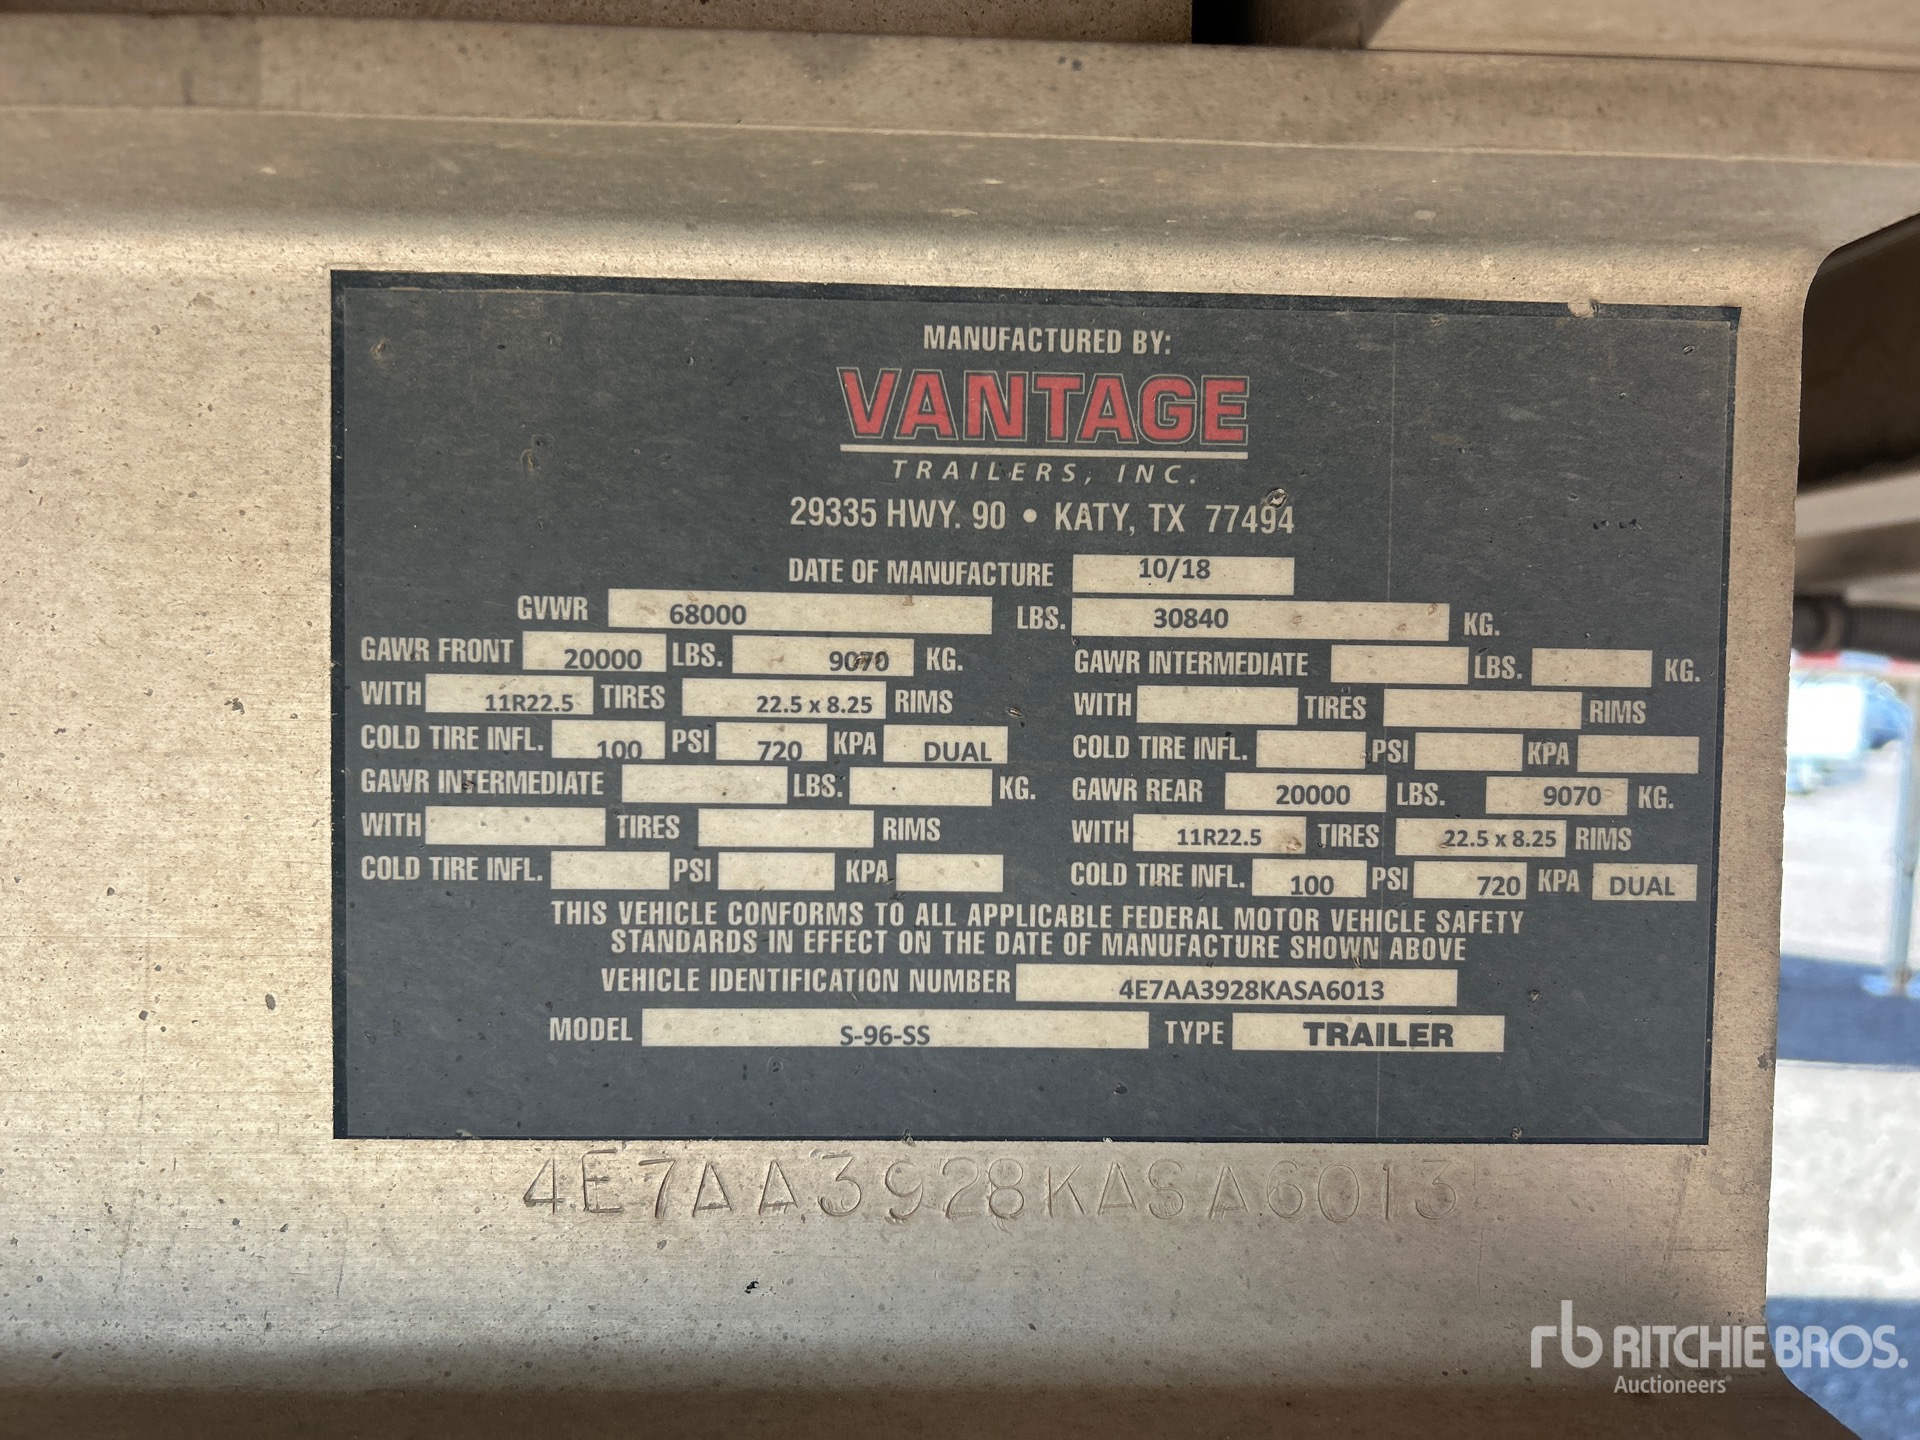 MANUFACTURED BY:
VANTAGE
TRAILERS, INC.
29335 HWY. 90 • KATY, TX 77494
DATE OF MANUFACTURE 10/18
GVWR 68000 LBS. 30840 KG.
GAWR FRONT 20000 LBS. 9070 KG. GAWR INTERMEDIATE LBS. KG.
WITH 11R22.5 TIRES 22.5 x 8.25 RIMS WITH TIRES RIMS
COLD TIRE INFL. 100 PSI 720 KPA DUAL COLD TIRE INFL. PSI KPA
GAWR INTERMEDIATE LBS. KG. GAWR REAR 20000 LBS. 9070 KG.
WITH TIRES RIMS WITH 11R22.5 TIRES 22.5 x 8.25 RIMS
COLD TIRE INFL. PSI KPA COLD TIRE INFL. 100 PSI 720 KPA DUAL
THIS VEHICLE CONFORMS TO ALL APPLICABLE FEDERAL MOTOR VEHICLE SAFETY
STANDARDS IN EFFECT ON THE DATE OF MANUFACTURE SHOWN ABOVE
VEHICLE IDENTIFICATION NUMBER 4E7AA3928KASA6013
MODEL S-96-SS TYPE TRAILER
4E7AA3928KASA6013
rb RITCHIE BROS.
Auctioneers